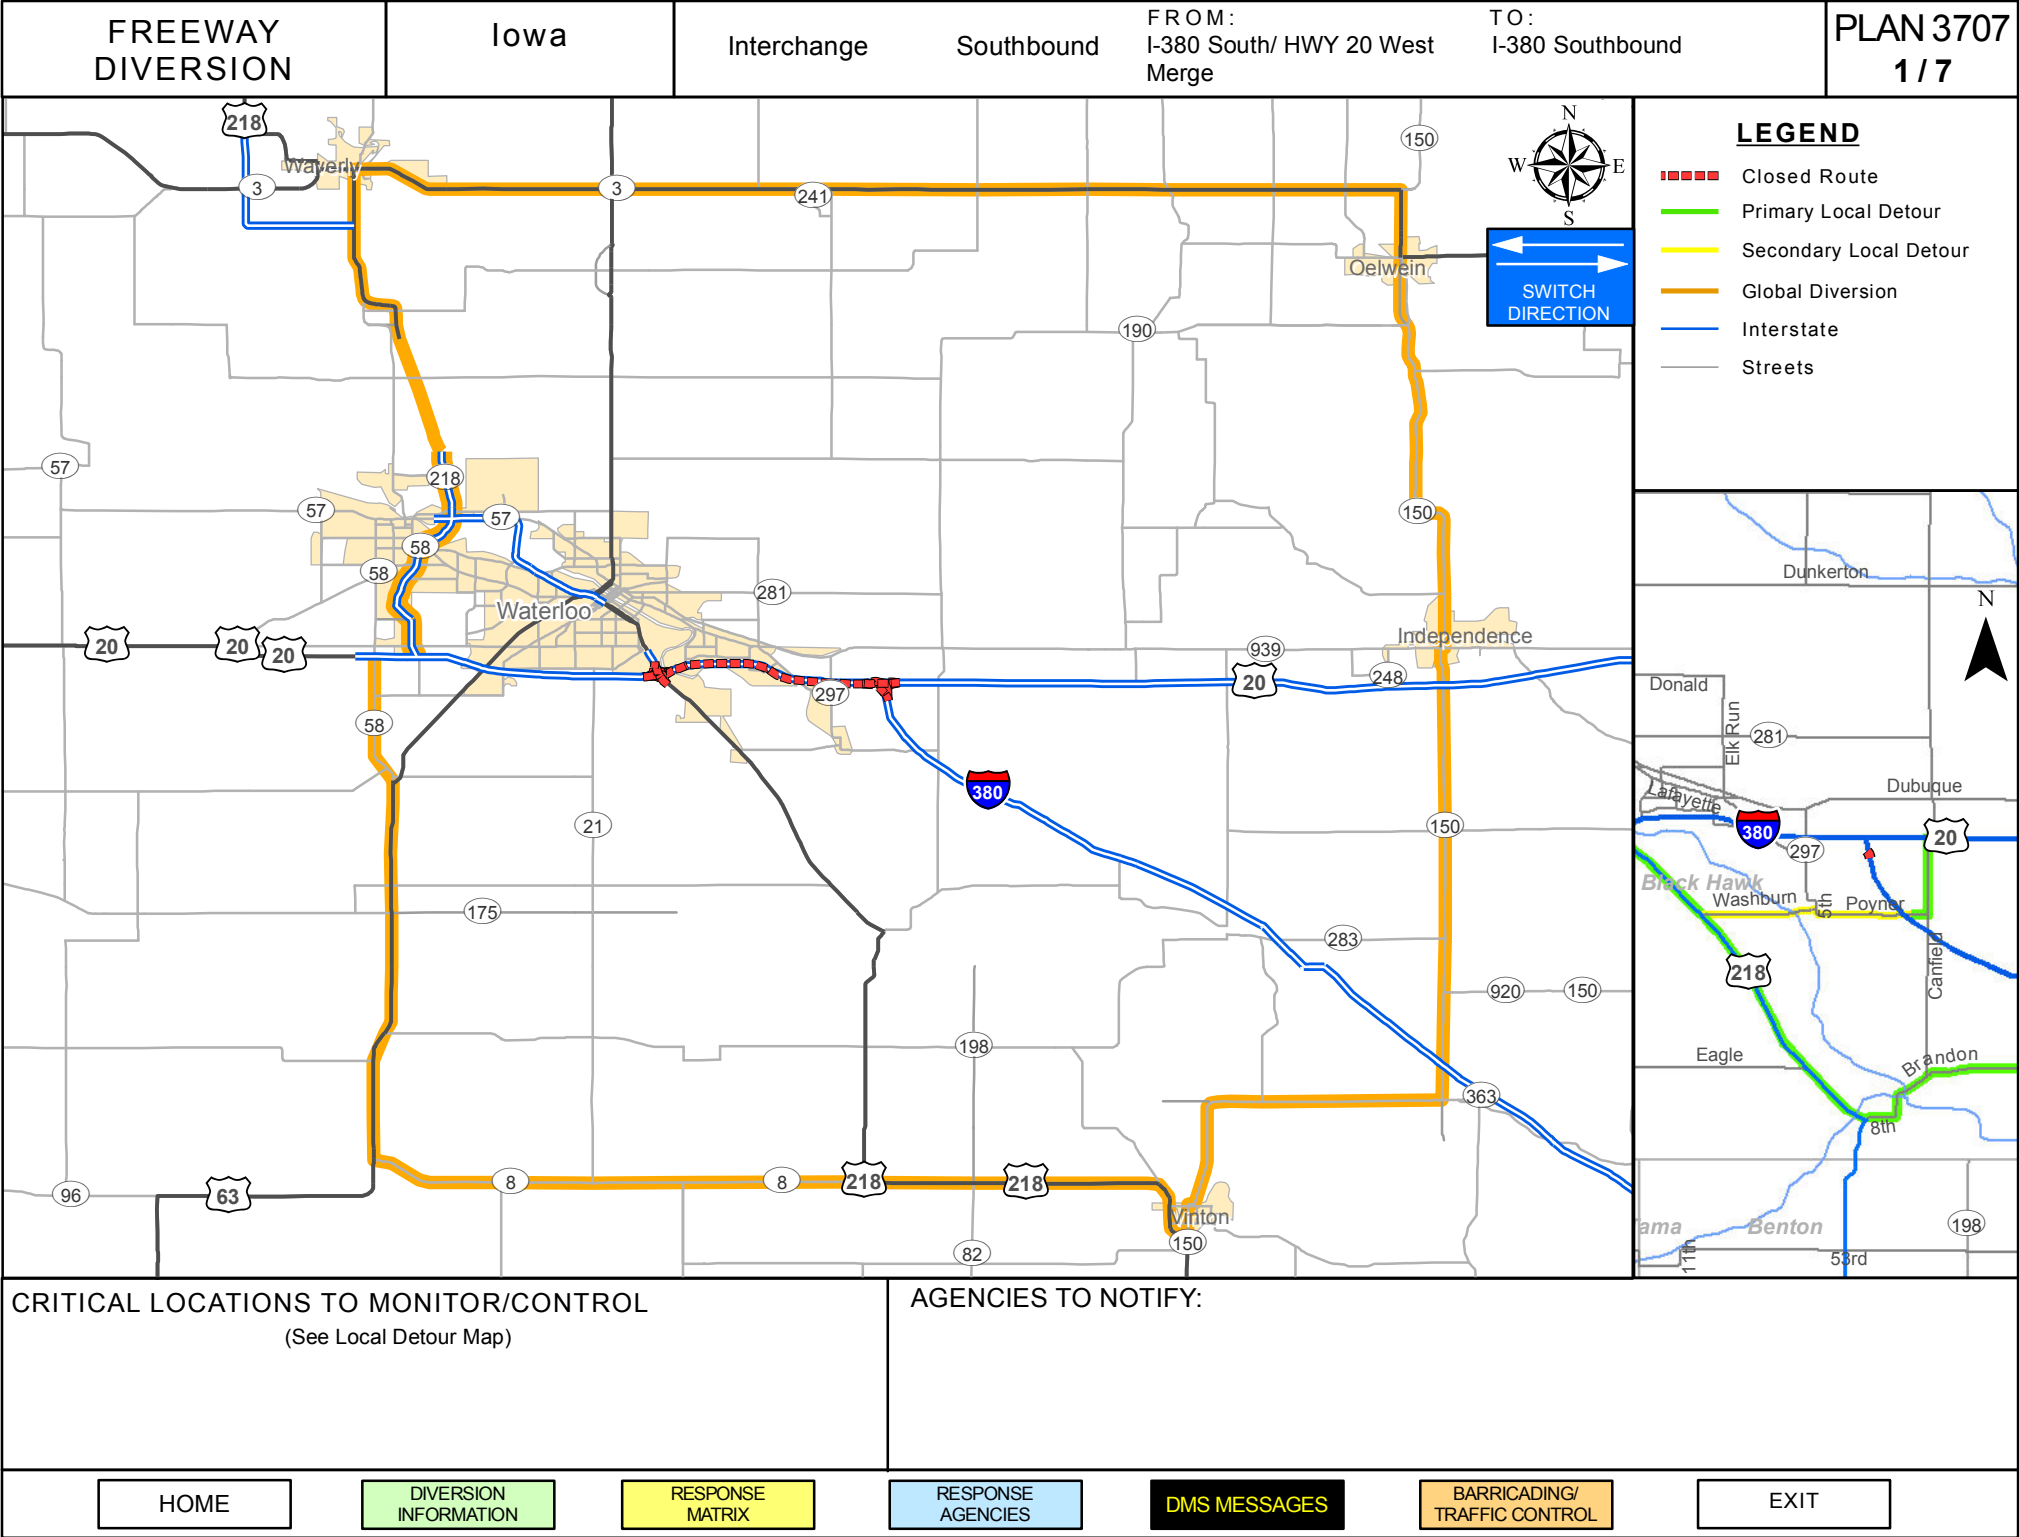 FREEWAY
DIVERSION
Iowa
Interchange
Southbound
FROM:
I-380 South/ HWY 20 West
Merge
TO:
I-380 Southbound
PLAN 3707
1 / 7
218
Waverly
3
3
241
150
N
W
E
S
Oelwein
SWITCH
DIRECTION
190
57
218
57
57
58
58
150
281
Waterloo
20
20
20
Independence
939
20
248
297
58
380
21
150
175
283
920
150
198
363
96
63
8
8
218
218
Vinton
150
82
LEGEND
Closed Route
Primary Local Detour
Secondary Local Detour
Global Diversion
Interstate
Streets
Dunkerton
N
Donald
Elk Run
281
Dubuque
Lafayette
380
20
297
Black Hawk
Washburn
5th
Poyner
218
Canfield
Eagle
Brandon
8th
ama
Benton
198
11th
53rd
CRITICAL LOCATIONS TO MONITOR/CONTROL
(See Local Detour Map)
AGENCIES TO NOTIFY:
HOME
DIVERSION
INFORMATION
RESPONSE
MATRIX
RESPONSE
AGENCIES
DMS MESSAGES
BARRICADING/
TRAFFIC CONTROL
EXIT